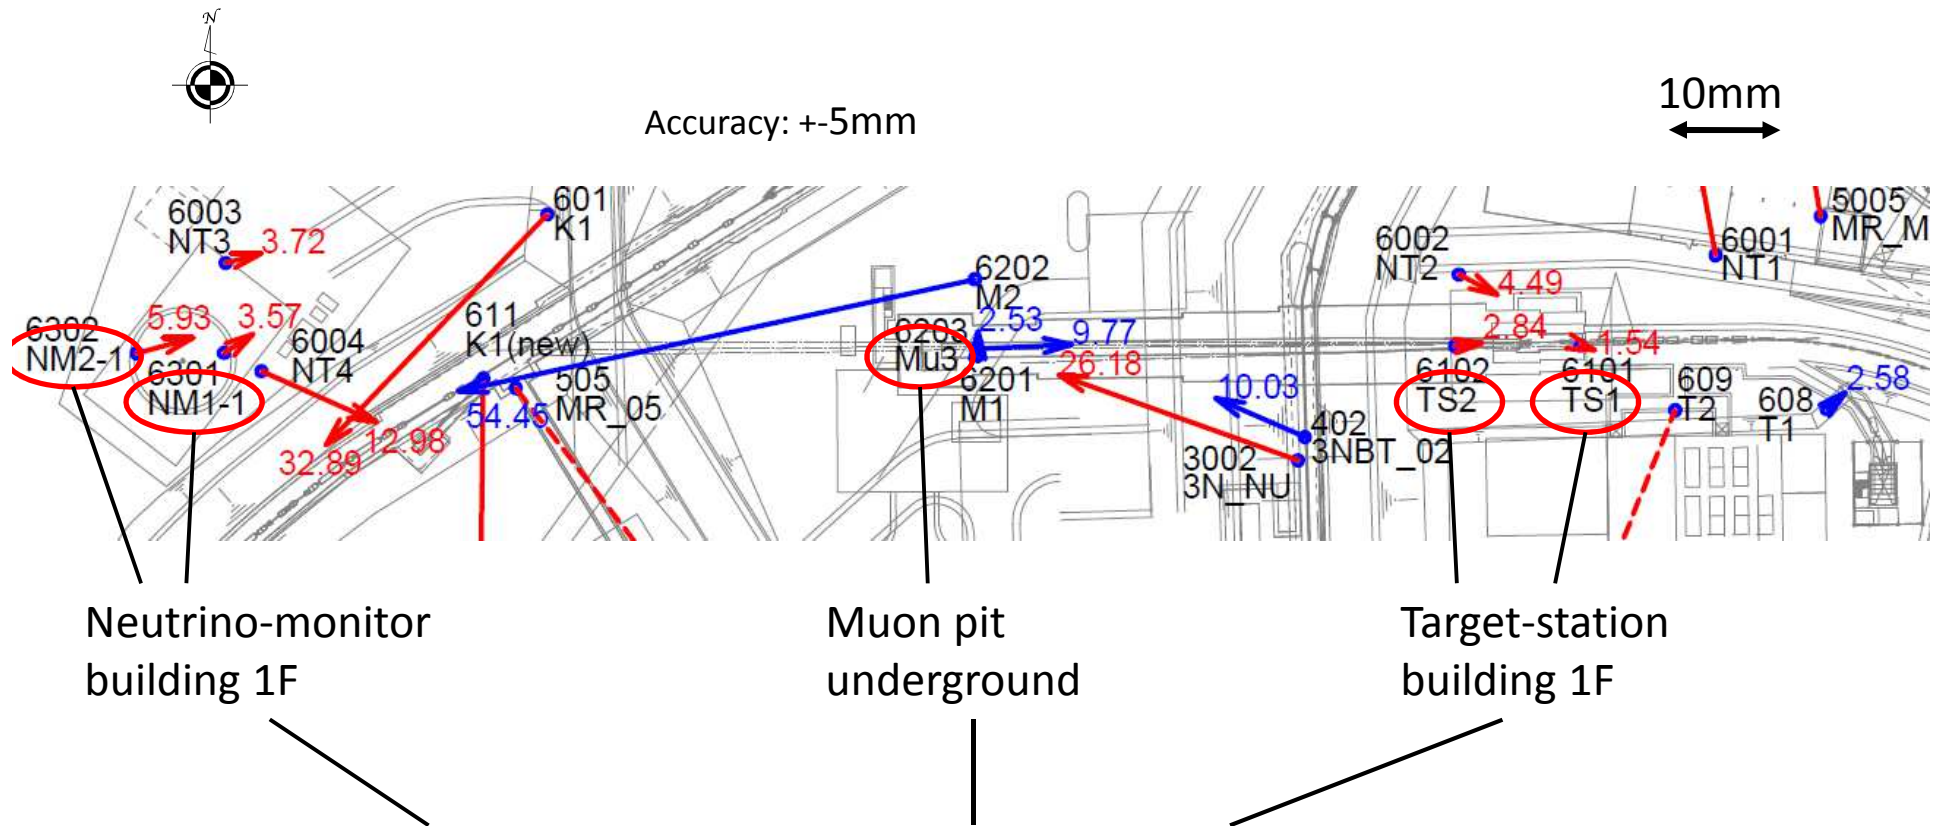 N
10mm
Accuracy: +-5mm
601
K1
5005
MR_M
6003
NT3
3.72
6002
NT2
6001
NT1
6202
M2
4.49
5.93
3.57
6004
NT4
611
K1(new)
6302
NM2-1
6203
Mu3
2.53
9.77
2.84
1.54
6301
NM1-1
505
MR_05
26.18
6201
M1
10.03
6102
TS2
6101
TS1
609
T2
608
T1
2.58
54.45
12.98
32.89
402
3NBT_02
3002
3N_NU
Neutrino-monitor
building 1F
Muon pit
underground
Target-station
building 1F